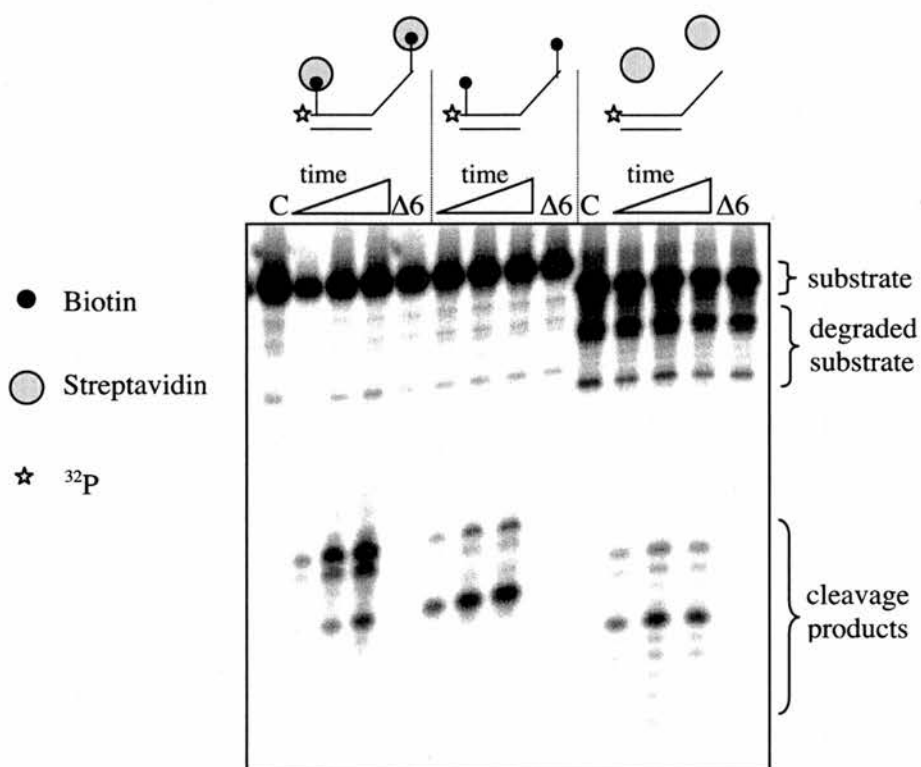 time
time
time
C
Δ6
Δ6
C
Δ6
substrate
degraded
substrate
Biotin
Streptavidin
³²P
cleavage
products